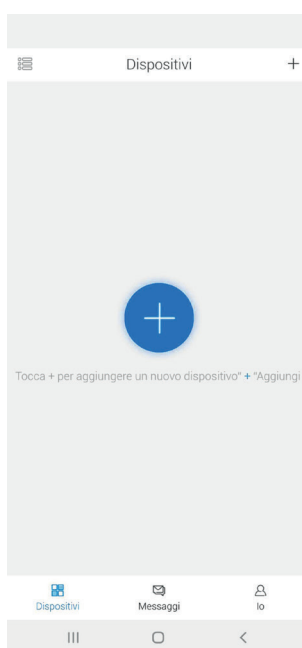 Dispositivi +
Tocca + per aggiungere un nuovo dispositivo" + "Aggiungi
Dispositivi Messaggi Io